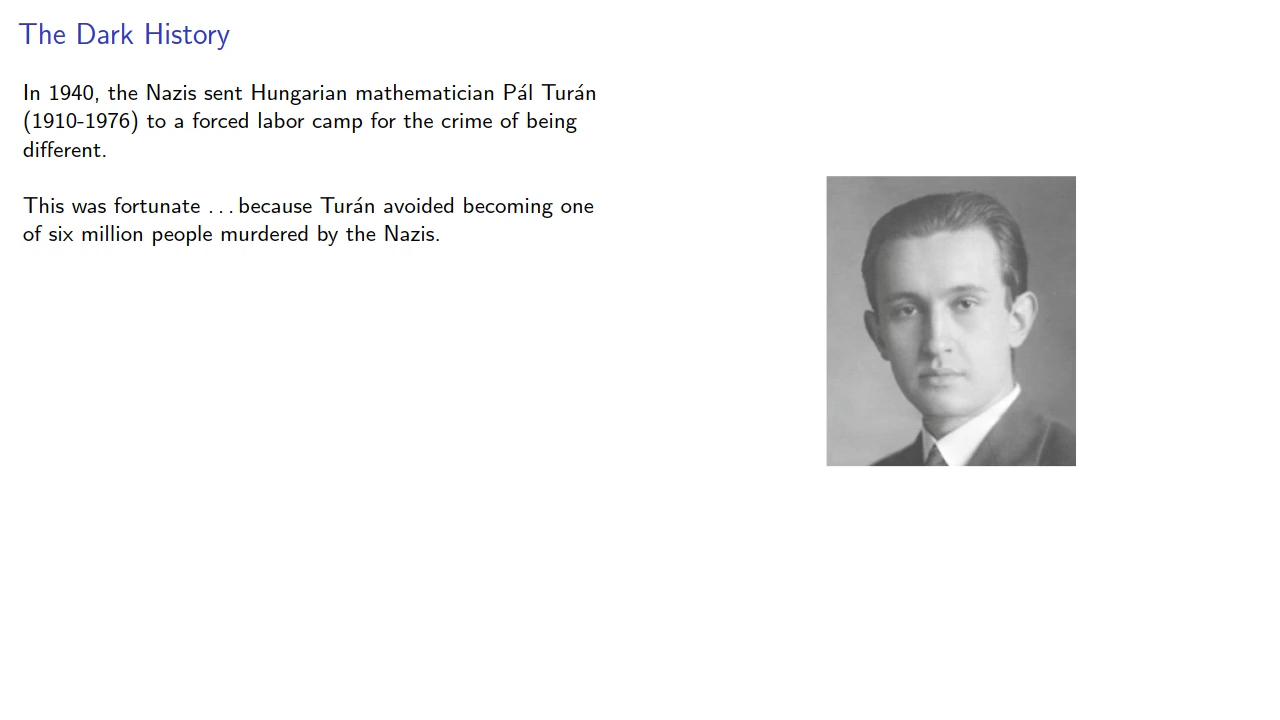 The Dark History
In 1940, the Nazis sent Hungarian mathematician Pál Turán
(1910-1976) to a forced labor camp for the crime of being
different.
This was fortunate . . . because Turán avoided becoming one
of six million people murdered by the Nazis.